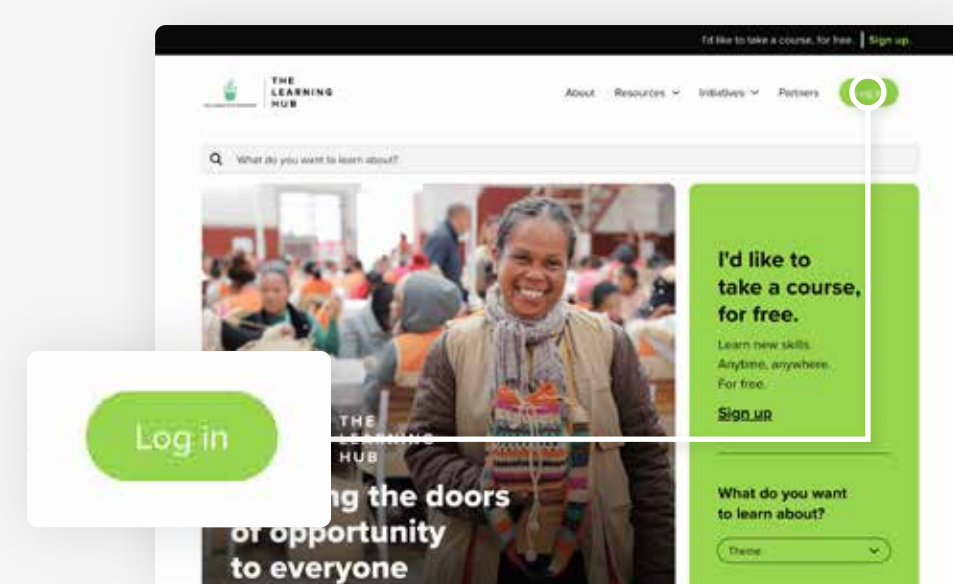 I'd like to take a course, for free. Sign up.
THE
LEARNING
HUB
About Resources Initiatives Partners
What do you want to learn about?
I'd like to
take a course,
for free.
Learn new skills.
Anytime, anywhere.
For free.
Sign up
Log in
THE
LEARNING
HUB
the doors
of opportunity
to everyone
What do you want
to learn about?
Theme